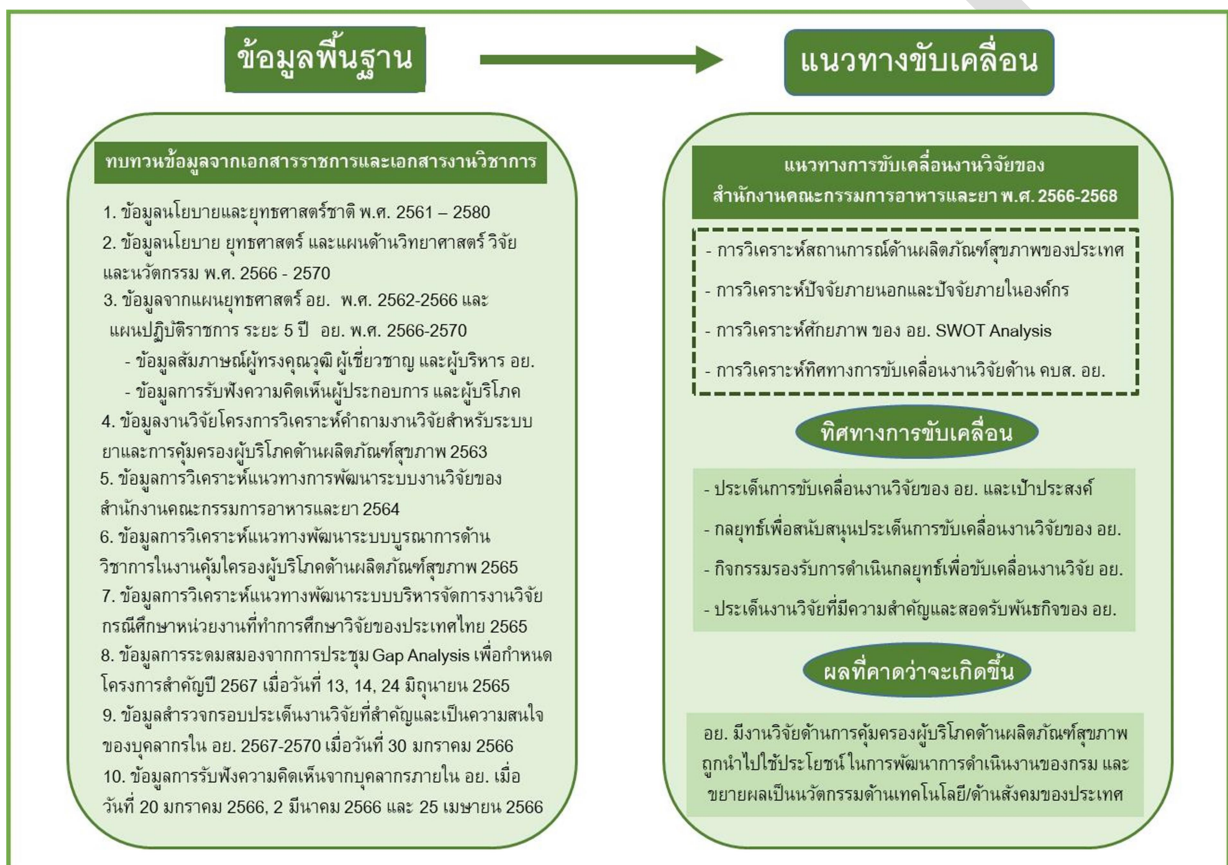 ข้อมูลพื้นฐาน
ทบทวนข้อมูลจากเอกสารราชการและเอกสารงานวิชาการ
1. ข้อมูลนโยบายและยุทธศาสตร์ชาติ พ.ศ. 2561 – 2580
2. ข้อมูลนโยบาย ยุทธศาสตร์ และแผนด้านวิทยาศาสตร์ วิจัย
และนวัตกรรม พ.ศ. 2566 - 2570
3. ข้อมูลจากแผนยุทธศาสตร์ อย. พ.ศ. 2562-2566 และ
แผนปฏิบัติราชการ ระยะ 5 ปี อย. พ.ศ. 2566-2570
- ข้อมูลสัมภาษณ์ผู้ทรงคุณวุฒิ ผู้เชี่ยวชาญ และผู้บริหาร อย.
- ข้อมูลการรับฟังความคิดเห็นผู้ประกอบการ และผู้บริโภค
4. ข้อมูลงานวิจัยโครงการวิเคราะห์คำถามงานวิจัยสำหรับระบบ
ยาและการคุ้มครองผู้บริโภคด้านผลิตภัณฑ์สุขภาพ 2563
5. ข้อมูลการวิเคราะห์แนวทางการพัฒนาระบบงานวิจัยของ
สำนักงานคณะกรรมการอาหารและยา 2564
6. ข้อมูลการวิเคราะห์แนวทางพัฒนาระบบบูรณาการด้าน
วิชาการในงานคุ้มใครองผู้บริโภคด้านผลิตภัณฑ์สุขภาพ 2565
7. ข้อมูลการวิเคราะห์แนวทางพัฒนาระบบบริหารจัดการงานวิจัย
กรณีศึกษาหน่วยงานที่ทำการศึกษาวิจัยของประเทศไทย 2565
8. ข้อมูลการระดมสมองจากการประชุม Gap Analysis เพื่อกำหนด
โครงการสำคัญปี 2567 เมื่อวันที่ 13, 14, 24 มิถุนายน 2565
9. ข้อมูลสำรวจกรอบประเด็นงานวิจัยที่สำคัญและเป็นความสนใจ
ของบุคลากรใน อย. 2567-2570 เมื่อวันที่ 30 มกราคม 2566
10. ข้อมูลการรับฟังความคิดเห็นจากบุคลากรภายใน อย. เมื่อ
วันที่ 20 มกราคม 2566, 2 มีนาคม 2566 และ 25 เมษายน 2566
แนวทางขับเคลื่อน
แนวทางการขับเคลื่อนงานวิจัยของ
สำนักงานคณะกรรมการอาหารและยา พ.ศ. 2566-2568
- การวิเคราะห์สถานการณ์ด้านผลิตภัณฑ์สุขภาพของประเทศ
- การวิเคราะห์ปัจจัยภายนอกและปัจจัยภายในองค์กร
- การวิเคราะห์ศักยภาพ ของ อย. SWOT Analysis
- การวิเคราะห์ทิศทางการขับเคลื่อนงานวิจัยด้าน คบส. อย.
ทิศทางการขับเคลื่อน
- ประเด็นการขับเคลื่อนงานวิจัยของ อย. และเป้าประสงค์
- กลยุทธ์เพื่อสนับสนุนประเด็นการขับเคลื่อนงานวิจัยของ อย.
- กิจกรรมรองรับการดำเนินกลยุทธ์เพื่อขับเคลื่อนงานวิจัย อย.
- ประเด็นงานวิจัยที่มีความสำคัญและสอดรับพันธกิจของ อย.
ผลที่คาดว่าจะเกิดขึ้น
อย. มีงานวิจัยด้านการคุ้มครองผู้บริโภคด้านผลิตภัณฑ์สุขภาพ
ถูกนำไปใช้ประโยชน์ ในการพัฒนาการดำเนินงานของกรม และ
ขยายผลเป็นนวัตกรรมด้านเทคโนโลยี/ด้านสังคมของประเทศ